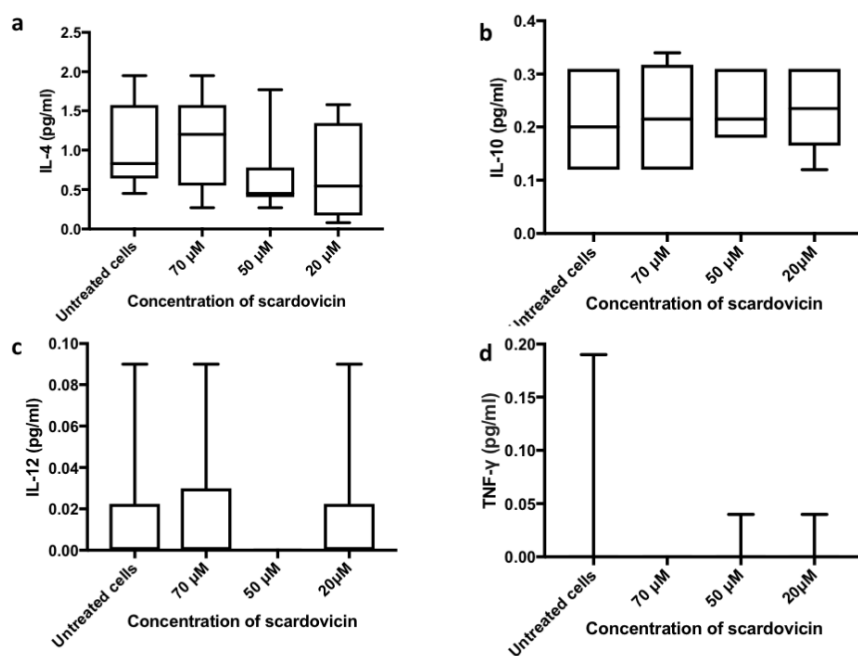 a
IL-4 (pg/ml)
2.5
2.0
1.5
1.0
0.5
0.0
Untreated cells
70 µM
50 µM
20 µM
Concentration of scardovicin
b
IL-10 (pg/ml)
0.4
0.3
0.2
0.1
0.0
Untreated cells
70 µM
50 µM
20µM
Concentration of scardovicin
c
IL-12 (pg/ml)
0.10
0.08
0.06
0.04
0.02
0.00
Untreated cells
70 µM
50 µM
20µM
Concentration of scardovicin
d
TNF-γ (pg/ml)
0.20
0.15
0.10
0.05
0.00
Untreated cells
70 µM
50 µM
20µM
Concentration of scardovicin